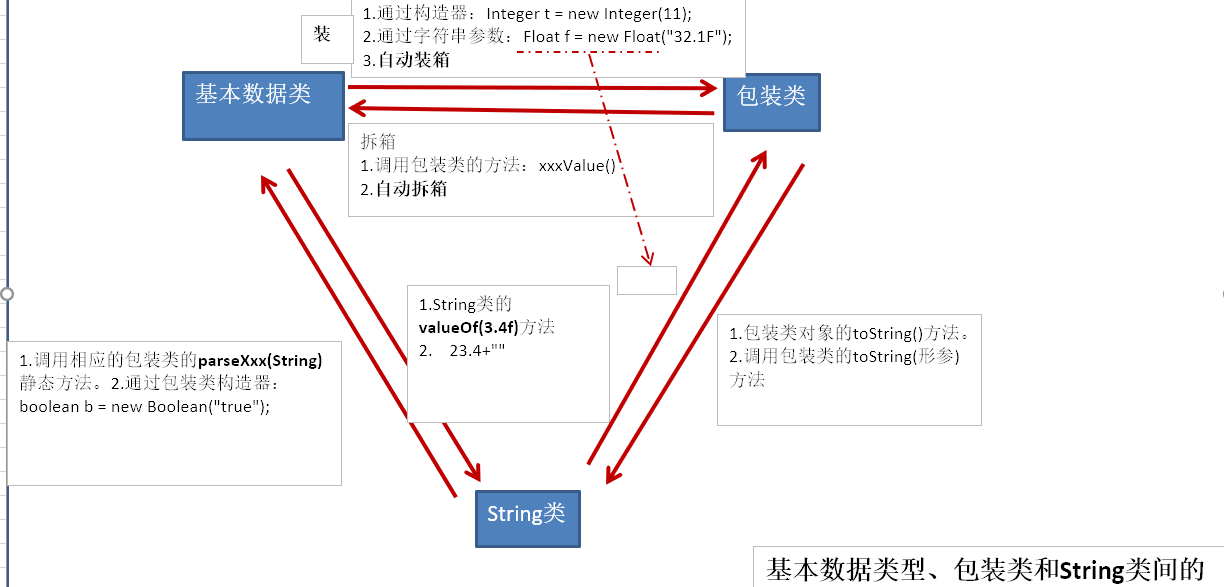 装
1.通过构造器：Integer t = new Integer(11);
2.通过字符串参数：Float f = new Float("32.1F");
3.自动装箱
基本数据类
包装类
拆箱
1.调用包装类的方法：xxxValue()
2.自动拆箱
1.String类的
valueOf(3.4f)方法
2. 23.4+""
1.包装类对象的toString()方法。
2.调用包装类的toString(形参)
方法
1.调用相应的包装类的parseXxx(String)
静态方法。2.通过包装类构造器：
boolean b = new Boolean("true");
String类
基本数据类型、包装类和String类间的